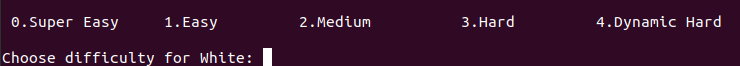 0.Super Easy 1.Easy 2.Medium 3.Hard 4.Dynamic Hard
Choose difficulty for White: